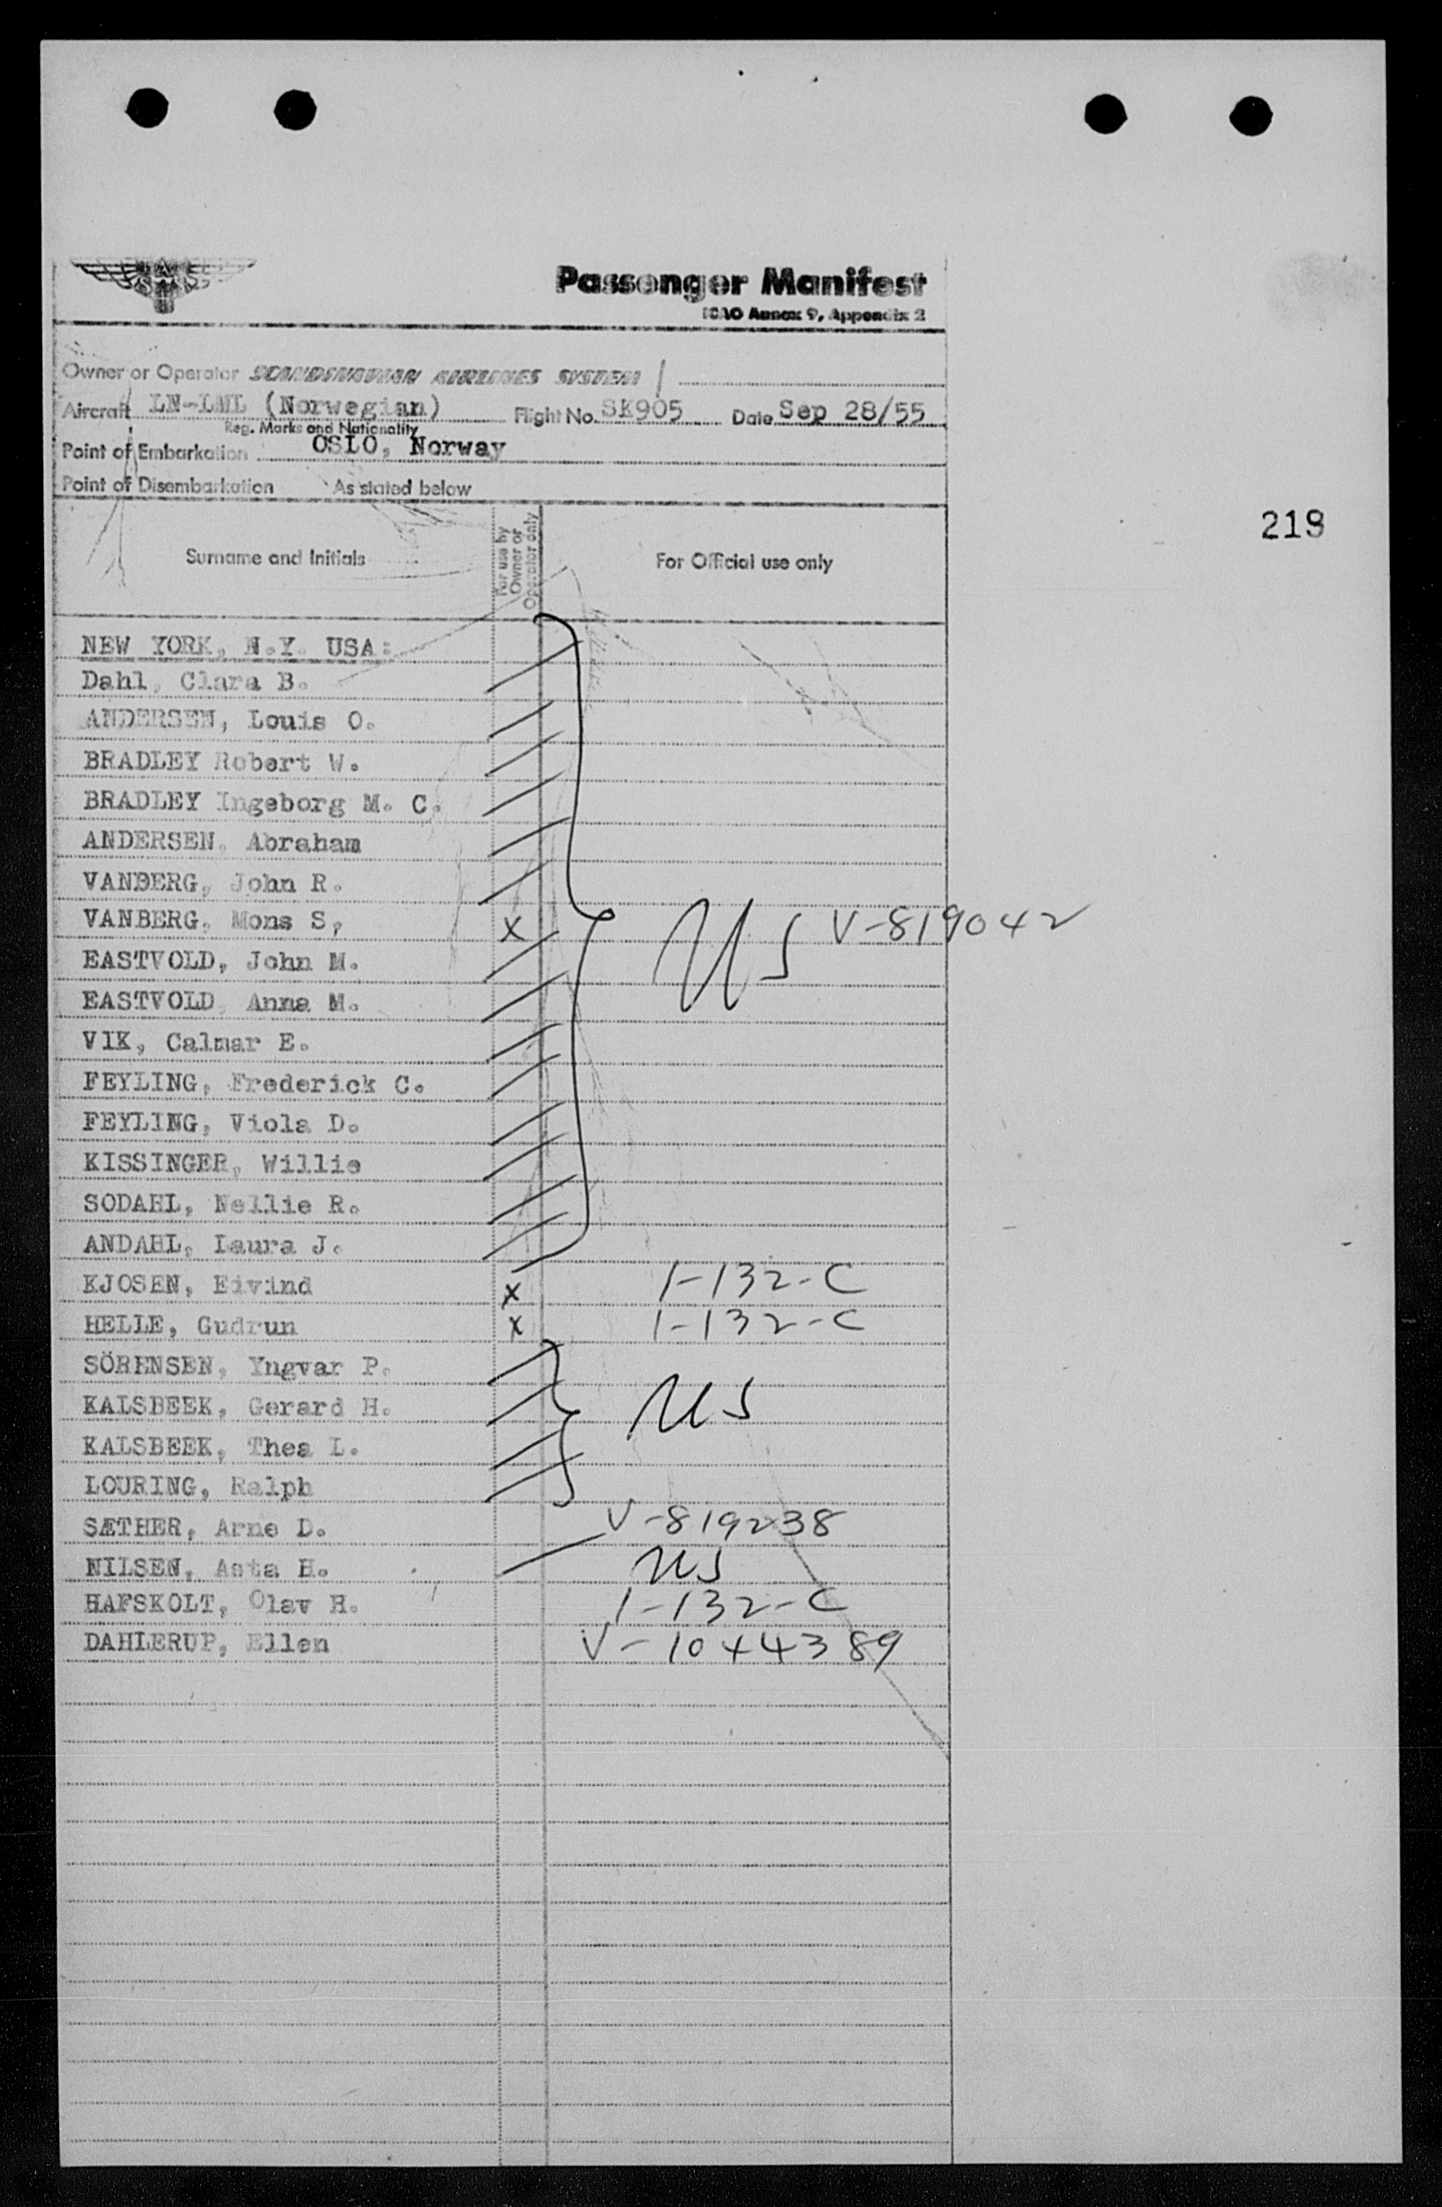 SAS
Passenger Manifest
ICAO Annex 9, Appendix 2
Owner or Operator SCANDINAVIAN AIRLINES SYSTEM
Aircraft LN-LML (Norwegian) Flight No. SK905 Date Sep 28/55
Reg. Marks and Nationality
Point of Embarkation OSLO, Norway
Point of Disembarkation As stated below
219
Surname and Initials For use by Owner or Operator only For Official use only
NEW YORK, N.Y. USA:
Dahl, Clara B.
ANDERSEN, Louis O.
BRADLEY Robert W.
BRADLEY Ingeborg M. C.
ANDERSEN, Abraham
VANBERG, John R.
VANBERG, Mons S, x US V-819042
EASTVOLD, John M.
EASTVOLD, Anna M.
VIK, Calmar E.
FEYLING, Frederick C.
FEYLING, Viola D.
KISSINGER, Willie
SODAHL, Nellie R.
ANDAHL, Laura J.
KJOSEN, Eivind x 1-132-C
HELLE, Gudrun x 1-132-C
SÖRENSEN, Yngvar P.
KALSBEEK, Gerard H. US
KALSBEEK, Thea L.
LOURING, Ralph
SÆTHER, Arne D. V-819238
NILSEN, Asta H. US
HAFSKOLT, Olav H. 1-132-C
DAHLERUP, Ellen V-1044389